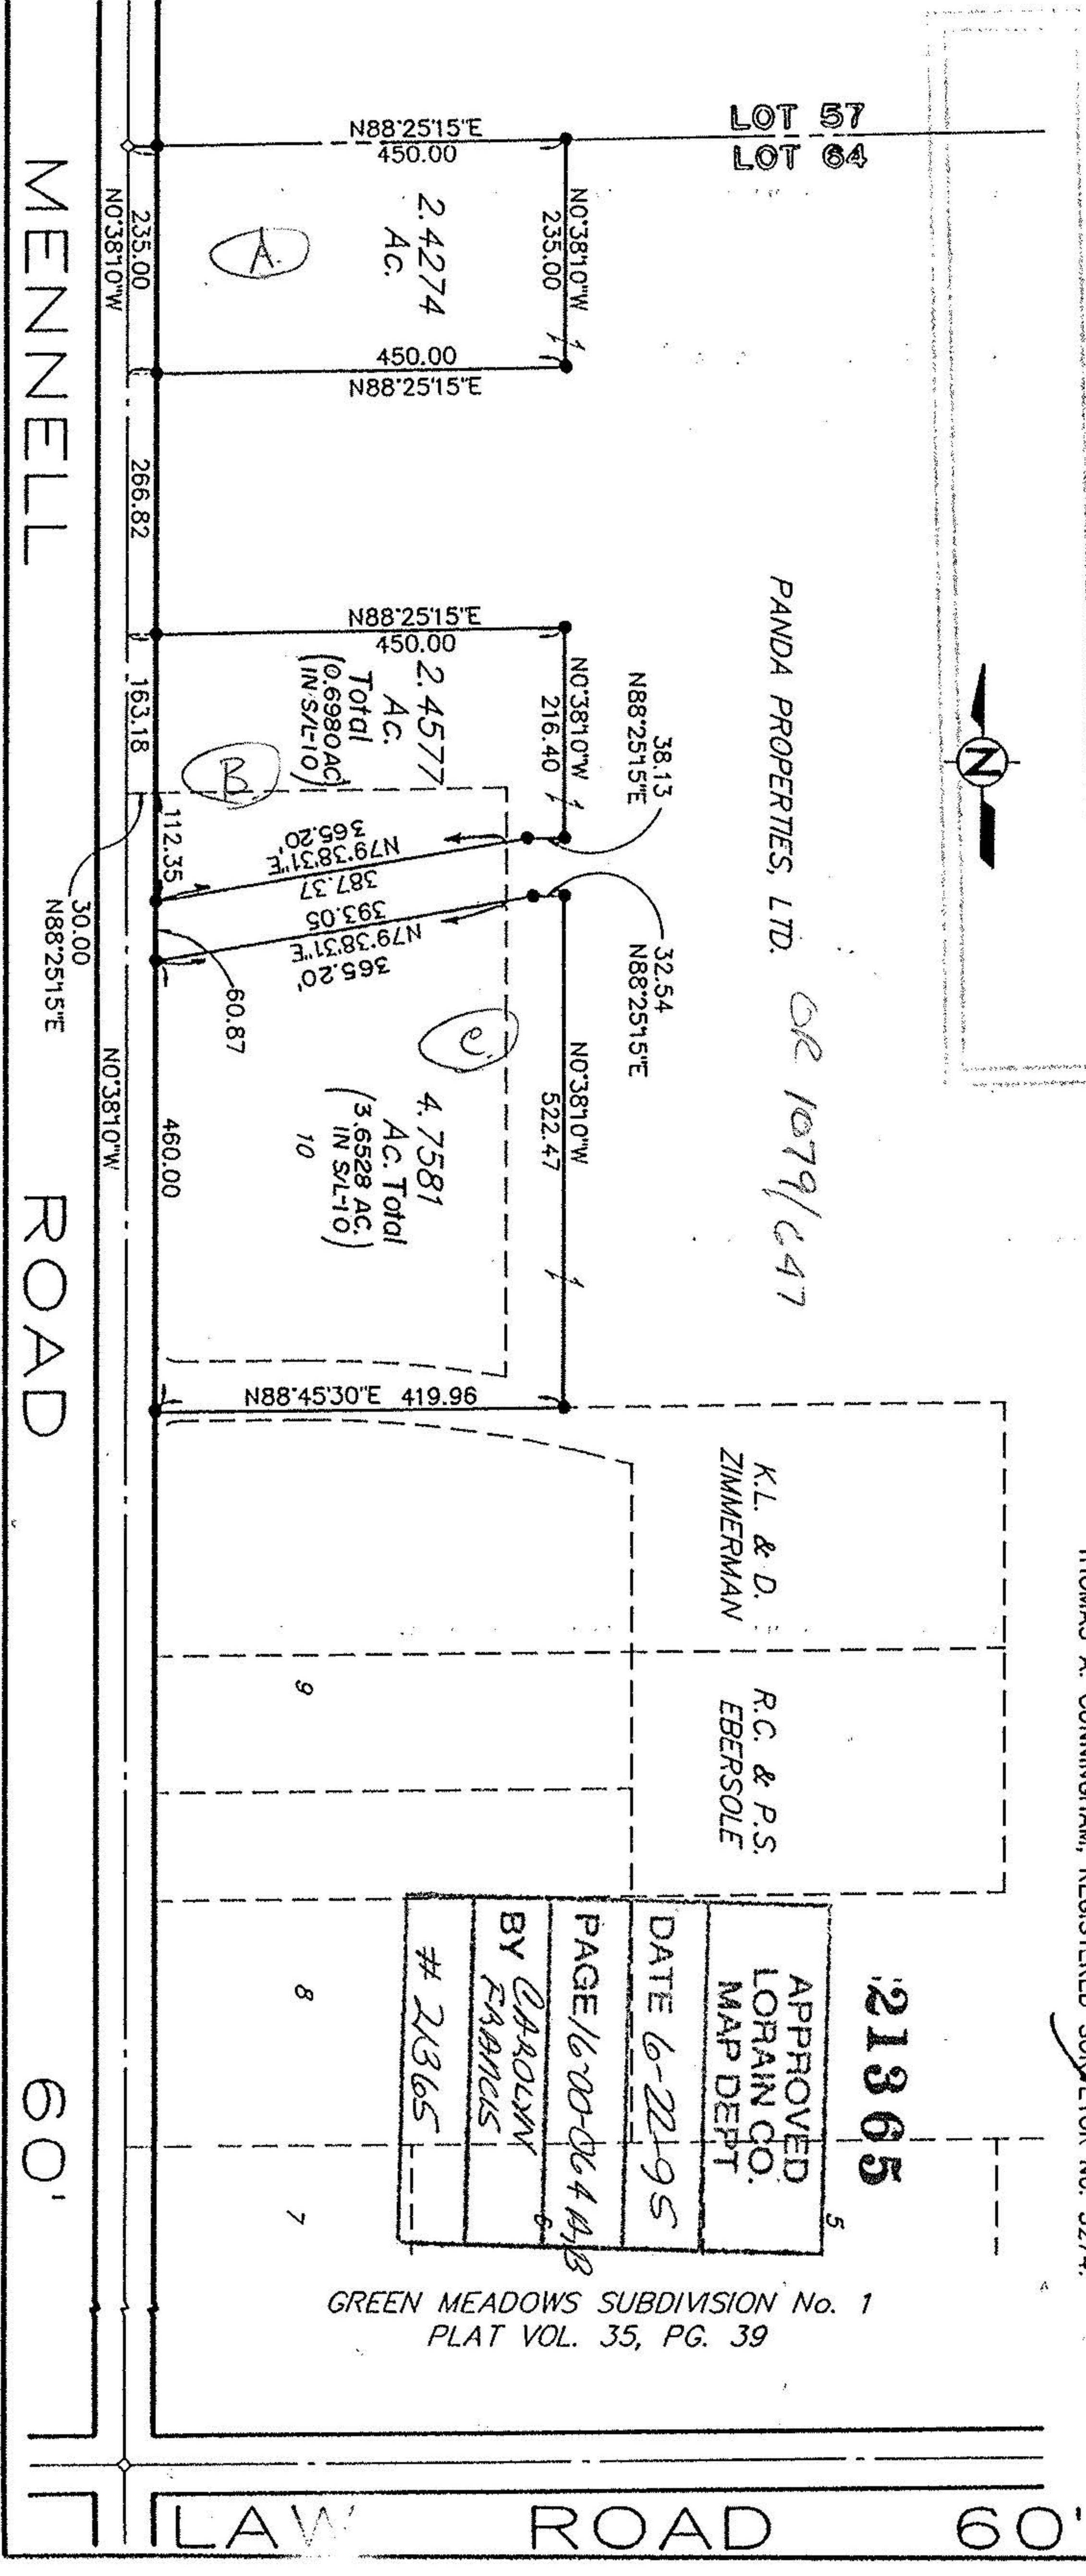 LOT 57
LOT 64
N88°25'15"E
450.00
N0°38'10"W
235.00
2.4274
Ac.
A.
235.00
N0°38'10"W
450.00
N88°25'15"E
MENNELL ROAD 60'
266.82
N88°25'15"E
450.00
N0°38'10"W
216.40
2.4577
Ac.
Total
(0.6980 AC
IN S/L-10)
B.
163.18
PANDA PROPERTIES, LTD. OR 1079/647
N
38.13
N88°25'15"E
32.54
N88°25'15"E
112.35
365.20'
N79°38'31"E
387.37
393.05
N79°38'31"E
365.20'
60.87
30.00
N88°25'15"E
N0°38'10"W
460.00
C.
N0°38'10"W
522.47
4.7581
Ac. Total
(3.6528 AC.
IN S/L-10)
10
N88°45'30"E 419.96
K.L. & D.
ZIMMERMAN
R.C. & P.S.
EBERSOLE
9
8
7
6
5
21365
APPROVED
LORAIN CO.
MAP DEPT
DATE 6-22-95
PAGE 16-00-064 A,B
BY CAROLYN
FRANCIS
# 21365
GREEN MEADOWS SUBDIVISION No. 1
PLAT VOL. 35, PG. 39
LAW ROAD 60'